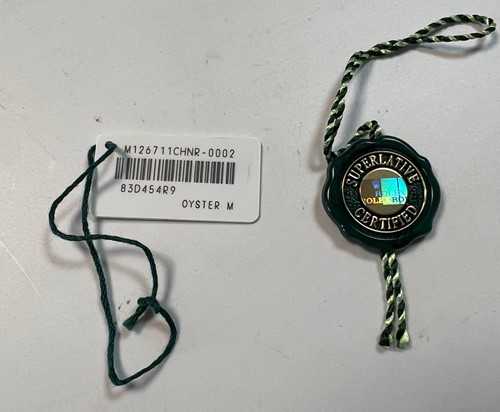 M126711CHNR-0002
83D454R9
OYSTER M
SUPERLATIVE
CERTIFIED